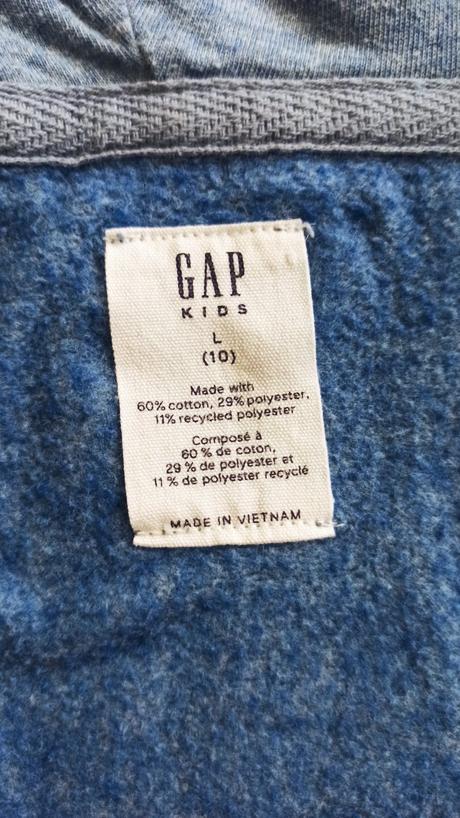 GAP
KIDS
L
(10)
Made with
60% cotton, 29% polyester,
11% recycled polyester
Composé à
60 % de coton,
29 % de polyester et
11 % de polyester recyclé
MADE IN VIETNAM